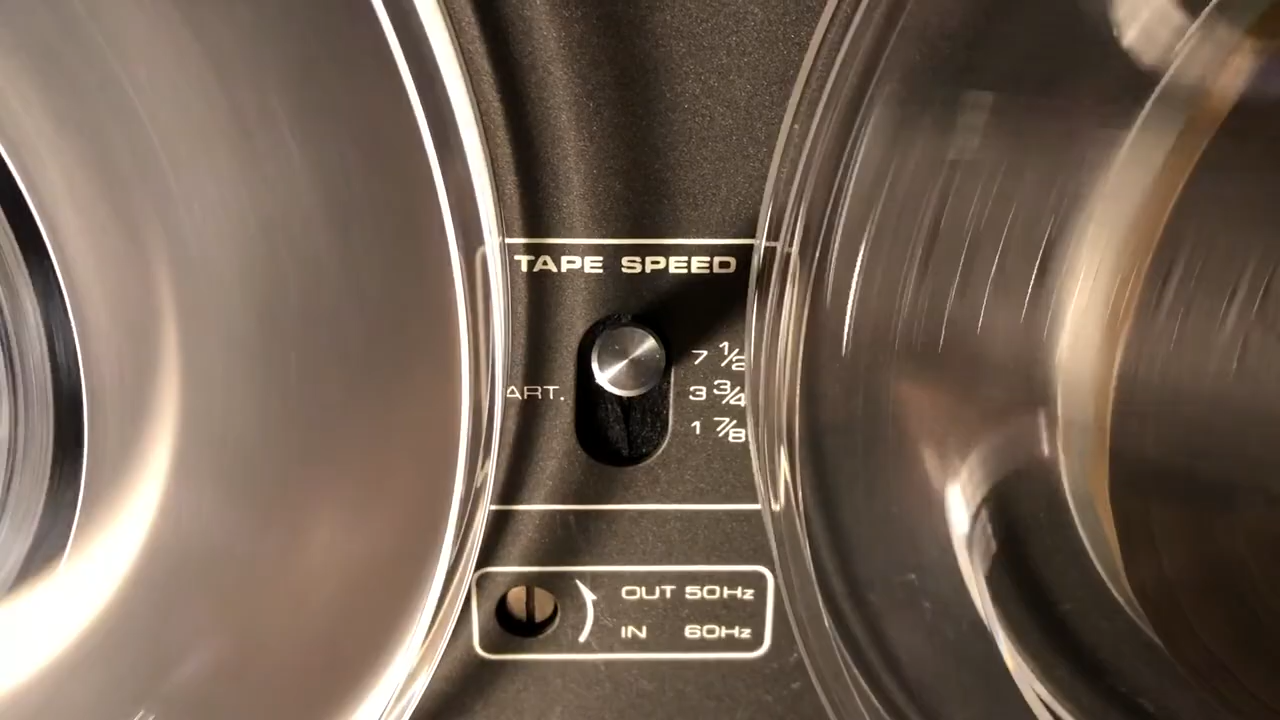 TAPE SPEED
7 1/2
ART. 3 3/4
1 7/8
OUT 50Hz
IN 60Hz